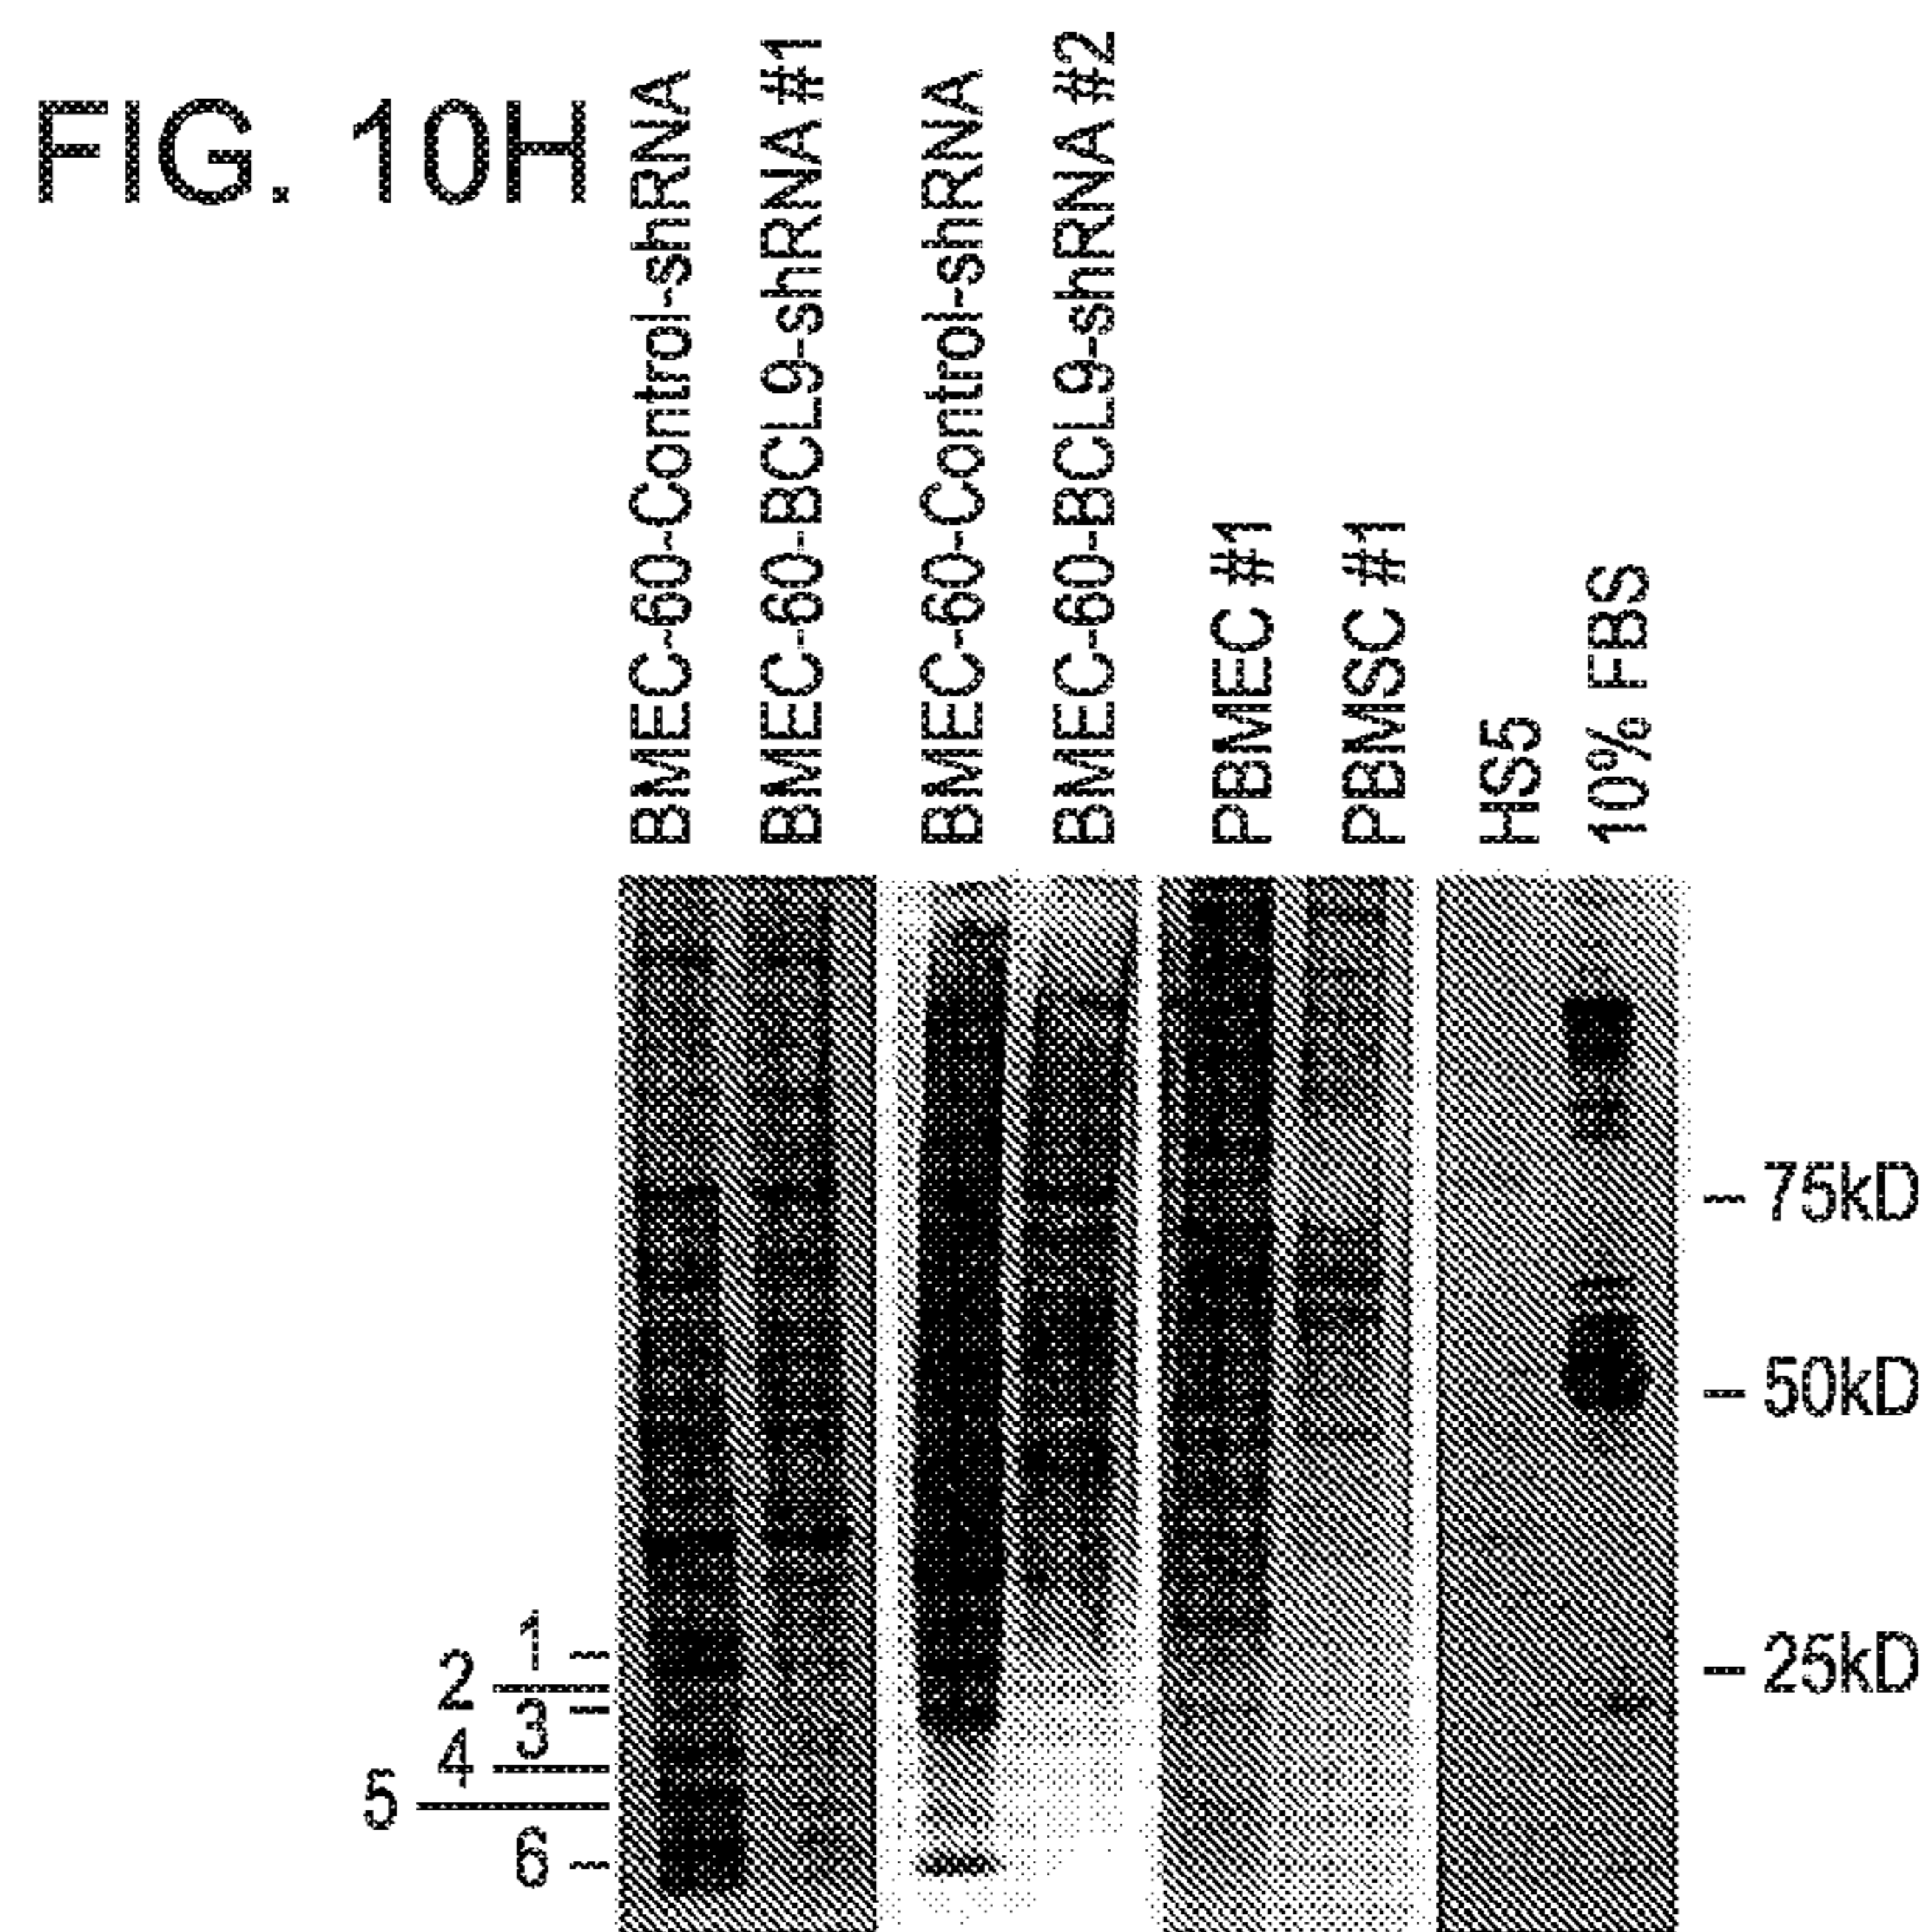 FIG. 10H
BMEC-60-Control-shRNA
BMEC-60-BCL9-shRNA #1
BMEC-60-Control-shRNA
BMEC-60-BCL9-shRNA #2
PBMEC #1
PBMSC #1
HS5
10% FBS
75kD
50kD
25kD
1
2
3
4
5
6